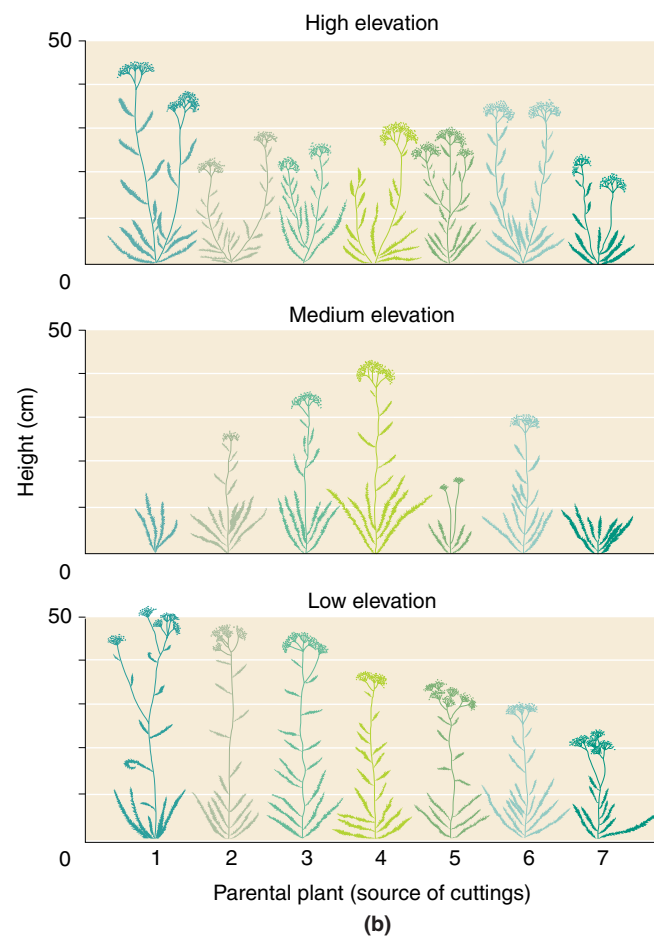 High elevation
50
0
Medium elevation
50
0
Height (cm)
Low elevation
50
0
1 2 3 4 5 6 7
Parental plant (source of cuttings)
(b)